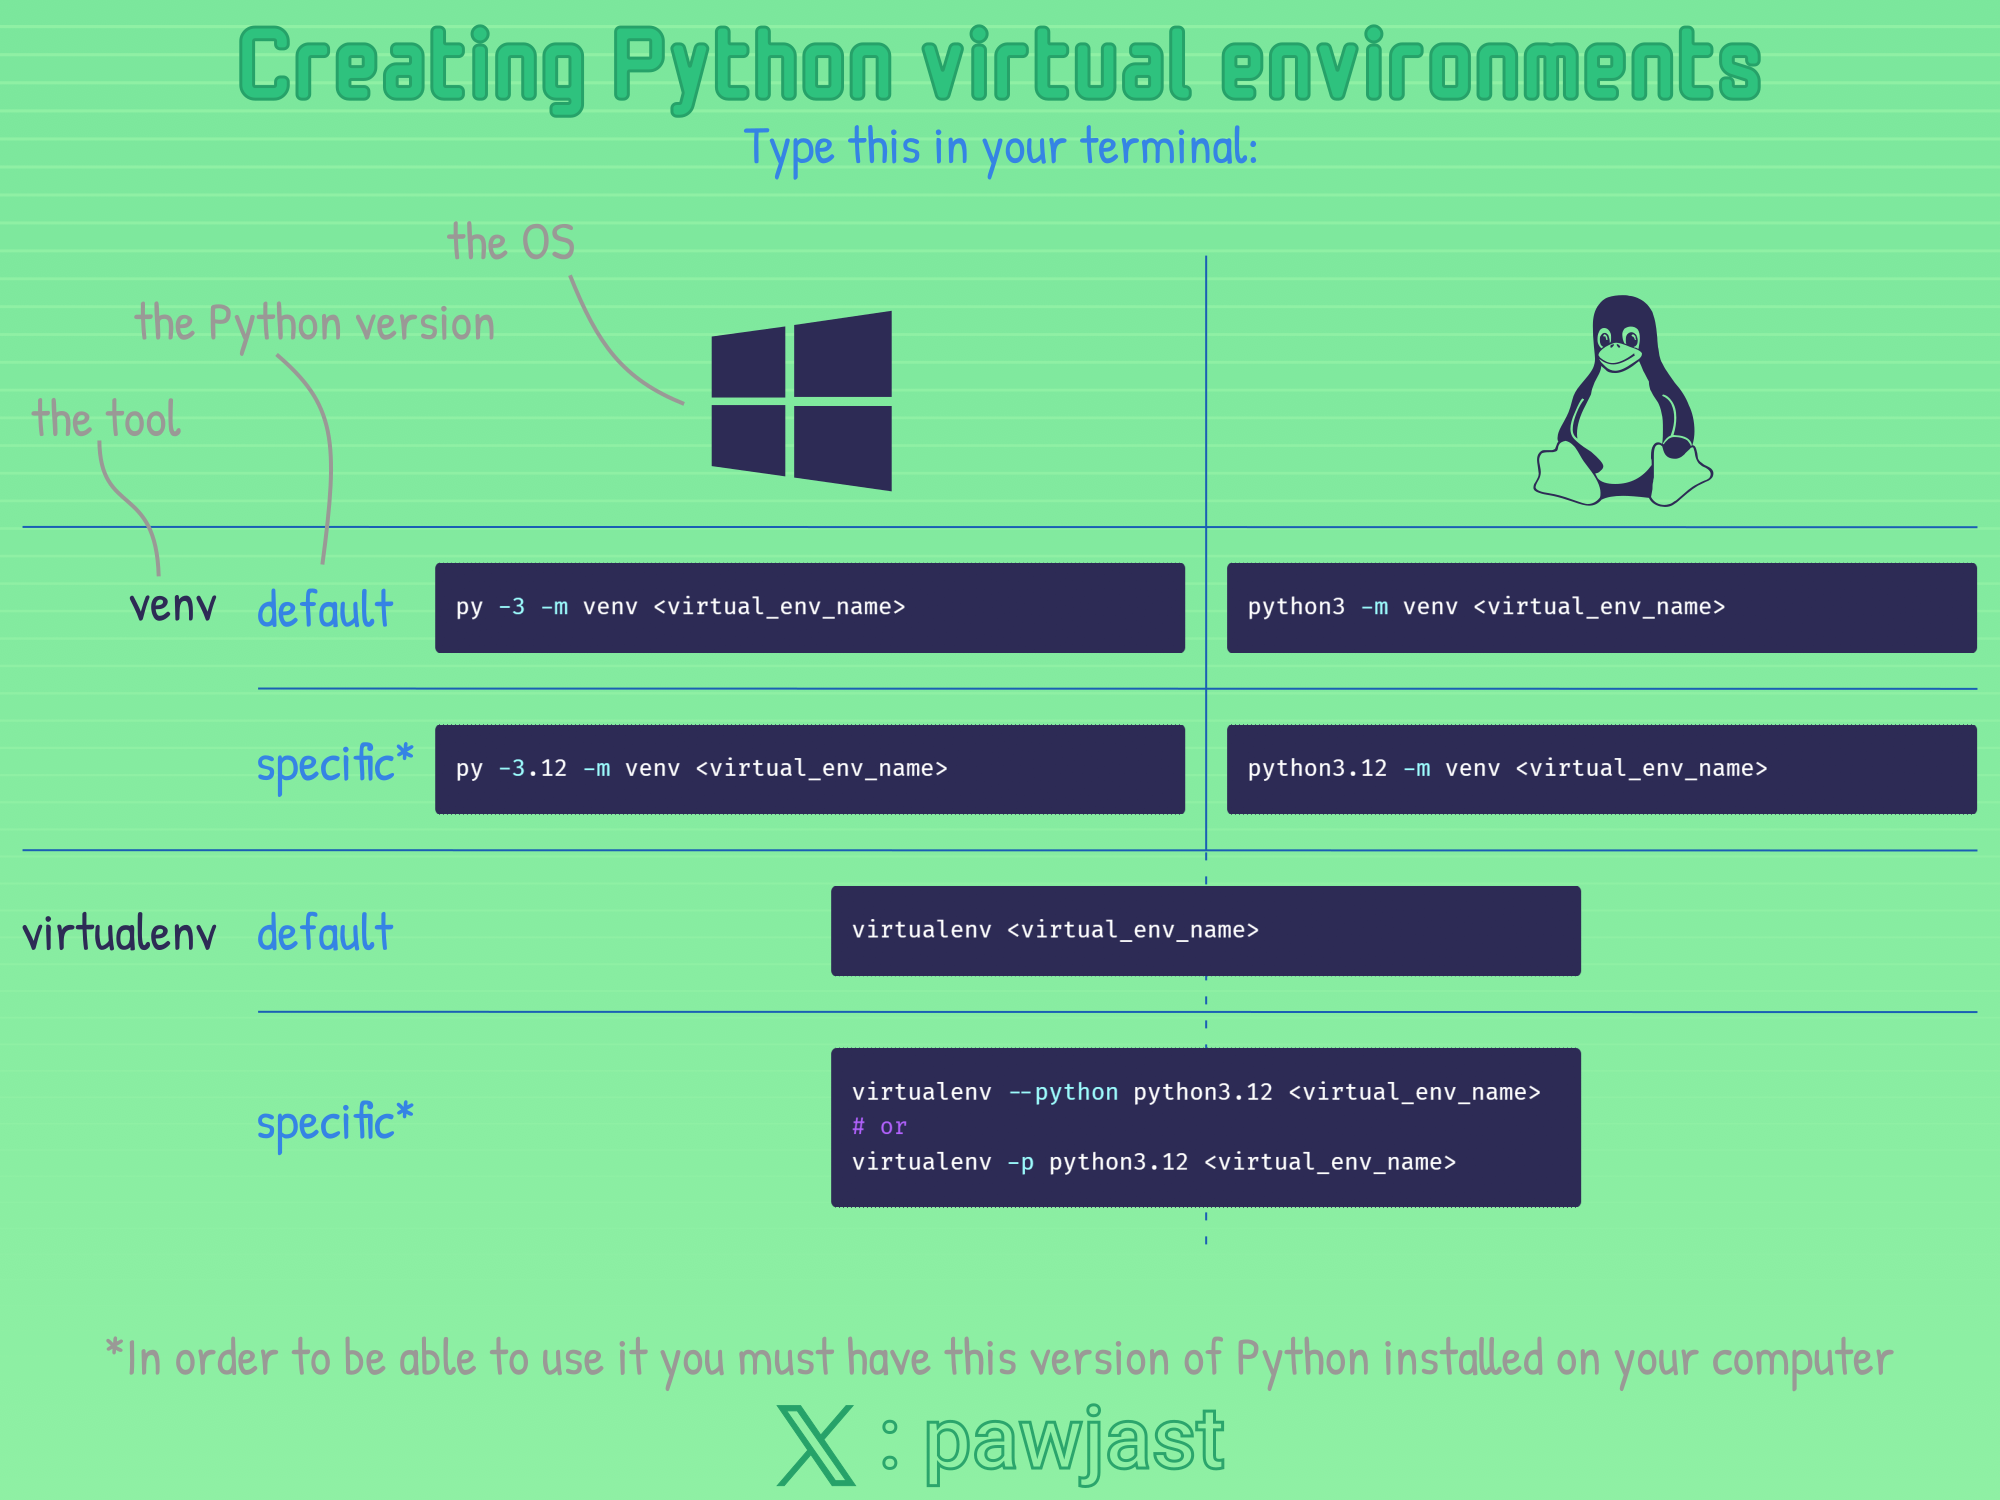 Creating Python virtual environments
Type this in your terminal:
the OS
the Python version
the tool
venv default py -3 -m venv <virtual_env_name> python3 -m venv <virtual_env_name>
specific* py -3.12 -m venv <virtual_env_name> python3.12 -m venv <virtual_env_name>
virtualenv default virtualenv <virtual_env_name>
specific* virtualenv --python python3.12 <virtual_env_name>
# or
virtualenv -p python3.12 <virtual_env_name>
*In order to be able to use it you must have this version of Python installed on your computer
X : pawjast